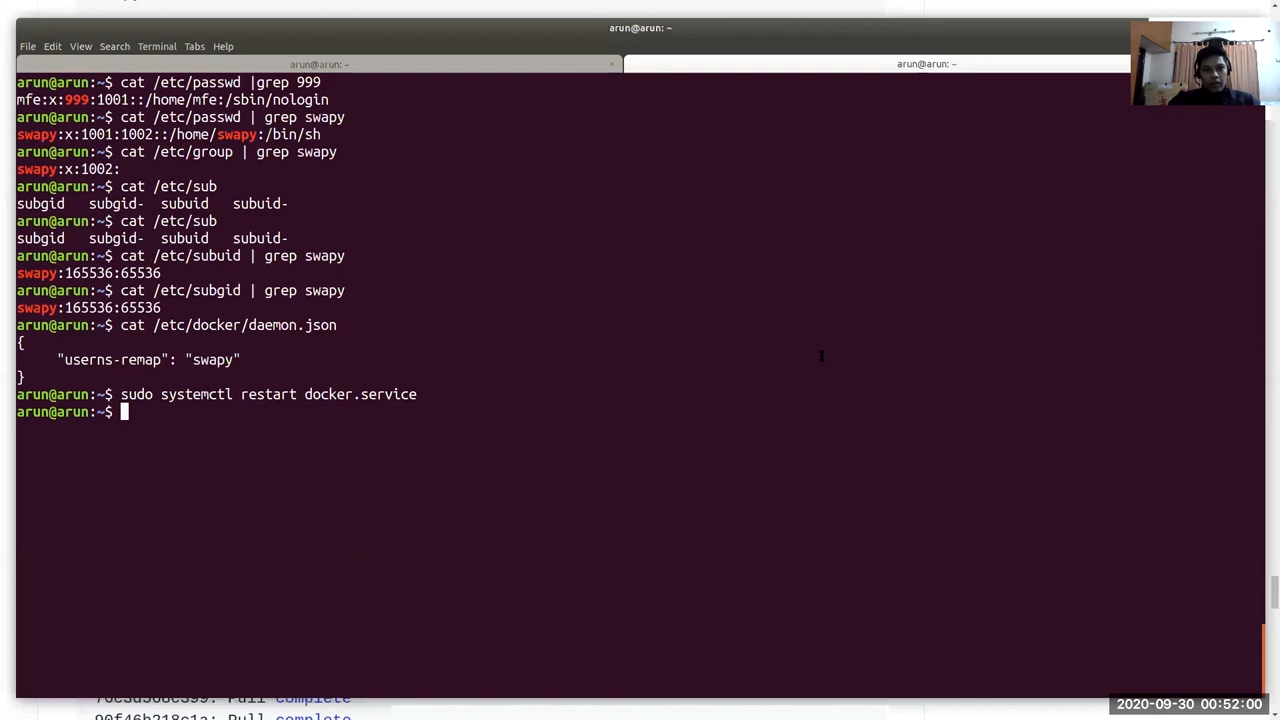 arun@arun: ~
File Edit View Search Terminal Tabs Help
arun@arun: ~ ×
arun@arun: ~
arun@arun:~$ cat /etc/passwd |grep 999
mfe:x:999:1001::/home/mfe:/sbin/nologin
arun@arun:~$ cat /etc/passwd | grep swapy
swapy:x:1001:1002::/home/swapy:/bin/sh
arun@arun:~$ cat /etc/group | grep swapy
swapy:x:1002:
arun@arun:~$ cat /etc/sub
subgid subgid- subuid subuid-
arun@arun:~$ cat /etc/sub
subgid subgid- subuid subuid-
arun@arun:~$ cat /etc/subuid | grep swapy
swapy:165536:65536
arun@arun:~$ cat /etc/subgid | grep swapy
swapy:165536:65536
arun@arun:~$ cat /etc/docker/daemon.json
{
"userns-remap": "swapy"
}
arun@arun:~$ sudo systemctl restart docker.service
arun@arun:~$
Pull complete
90f46b218c1a: Pull complete
2020-09-30 00:52:00